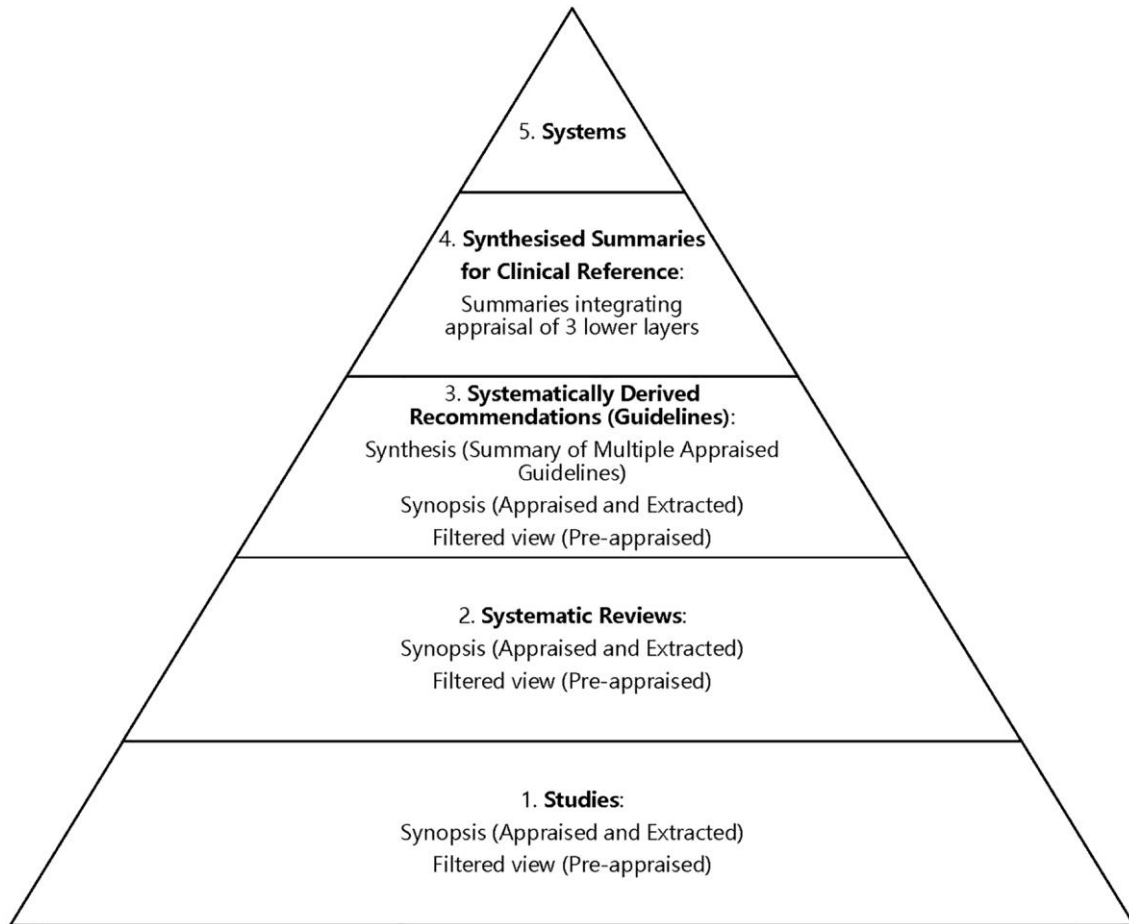 5. Systems
4. Synthesised Summaries
for Clinical Reference:
Summaries integrating
appraisal of 3 lower layers
3. Systematically Derived
Recommendations (Guidelines):
Synthesis (Summary of Multiple Appraised
Guidelines)
Synopsis (Appraised and Extracted)
Filtered view (Pre-appraised)
2. Systematic Reviews:
Synopsis (Appraised and Extracted)
Filtered view (Pre-appraised)
1. Studies:
Synopsis (Appraised and Extracted)
Filtered view (Pre-appraised)